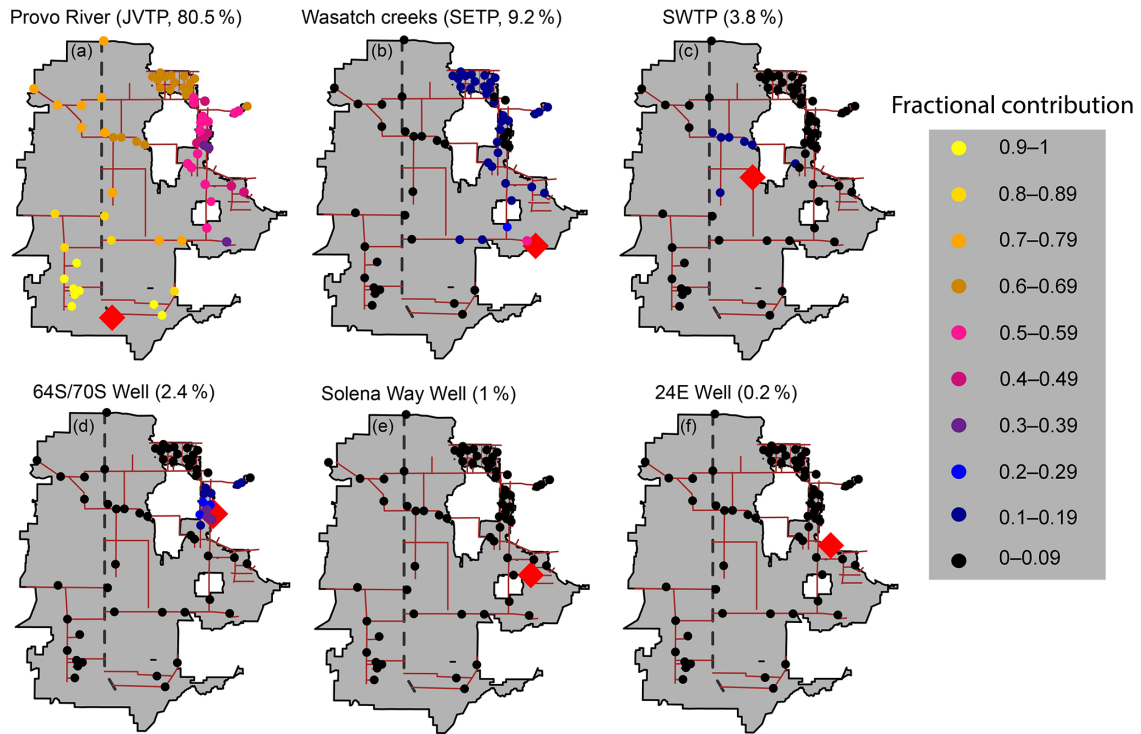 Provo River (JVTP, 80.5 %)
Wasatch creeks (SETP, 9.2 %)
SWTP (3.8 %)
(a)
(b)
(c)
Fractional contribution
0.9–1
0.8–0.89
0.7–0.79
0.6–0.69
0.5–0.59
0.4–0.49
0.3–0.39
0.2–0.29
0.1–0.19
0–0.09
64S/70S Well (2.4 %)
Solena Way Well (1 %)
24E Well (0.2 %)
(d)
(e)
(f)